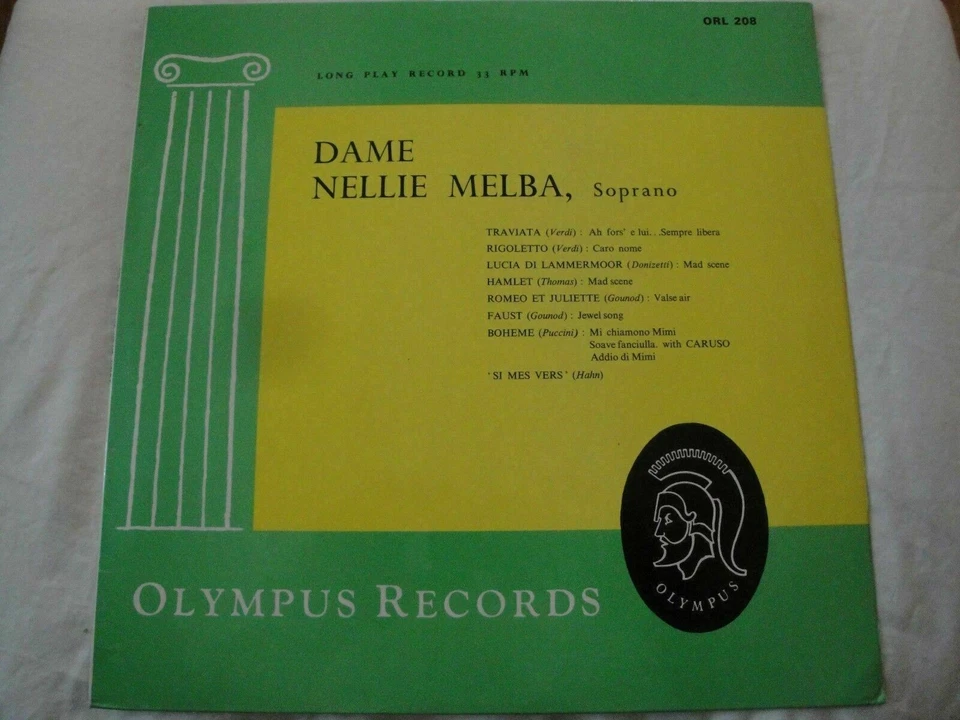 ORL 208
LONG PLAY RECORD 33 RPM
DAME
NELLIE MELBA, Soprano
TRAVIATA (Verdi) : Ah fors' e lui...Sempre libera
RIGOLETTO (Verdi) : Caro nome
LUCIA DI LAMMERMOOR (Donizetti) : Mad scene
HAMLET (Thomas) : Mad scene
ROMEO ET JULIETTE (Gounod) : Valse air
FAUST (Gounod) : Jewel song
BOHEME (Puccini) : Mi chiamono Mimi
Soave fanciulla. with CARUSO
Addio di Mimi
'SI MES VERS' (Hahn)
OLYMPUS
OLYMPUS RECORDS